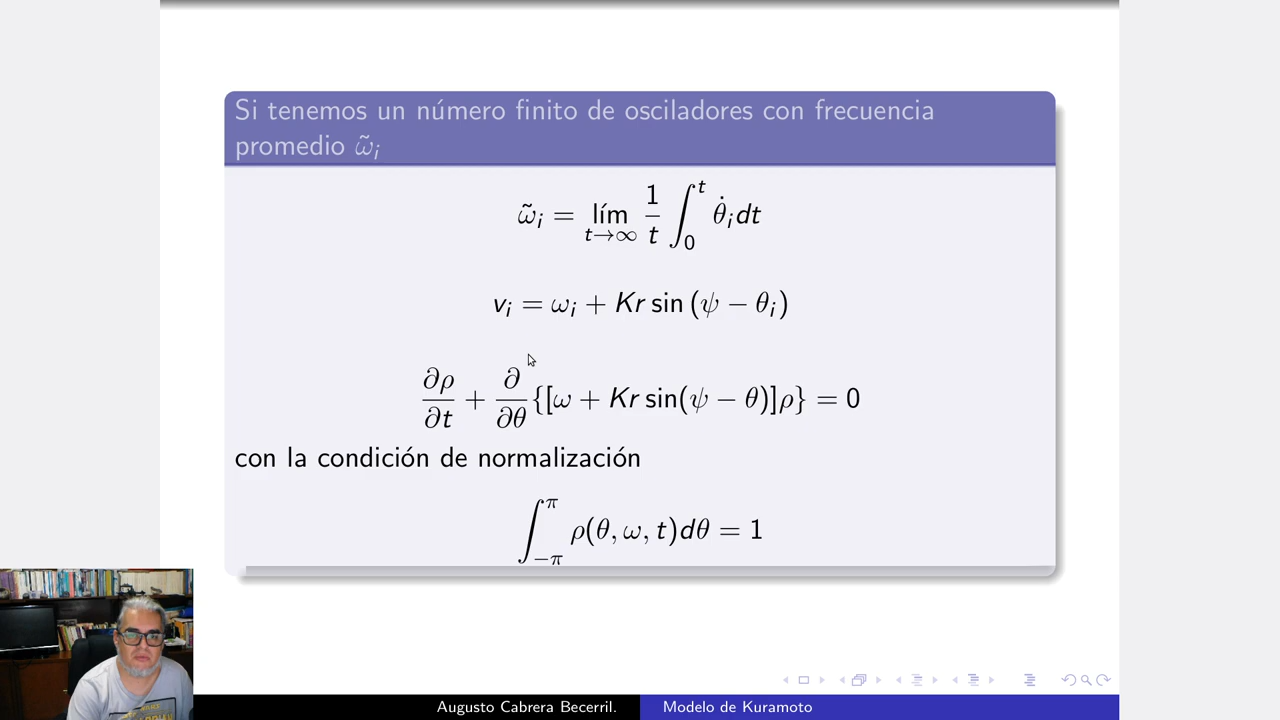 Si tenemos un número finito de osciladores con frecuencia
promedio ω̃ᵢ
ω̃ᵢ = lím_{t→∞} 1/t ∫₀ᵗ θ̇ᵢ dt
vᵢ = ωᵢ + Kr sin (ψ − θᵢ)
∂ρ/∂t + ∂/∂θ {[ω + Kr sin(ψ − θ)]ρ} = 0
con la condición de normalización
∫_{−π}^{π} ρ(θ, ω, t)dθ = 1
Augusto Cabrera Becerril. Modelo de Kuramoto